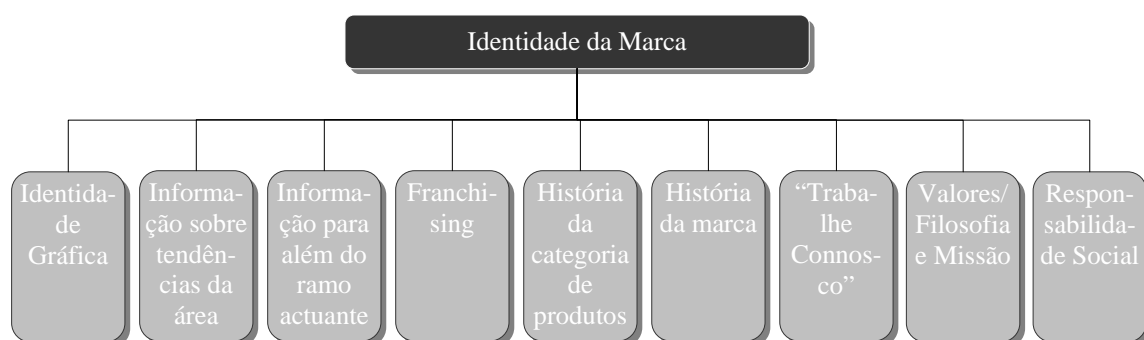 Identidade da Marca
Identida-
de
Gráfica
Informa-
ção sobre
tendên-
cias da
área
Informa-
ção para
além do
ramo
actuante
Franchi-
sing
História
da
categoria
de
produtos
História
da marca
“Traba-
lhe
Connos-
co”
Valores/
Filosofia
e Missão
Respon-
sabilida-
de Social